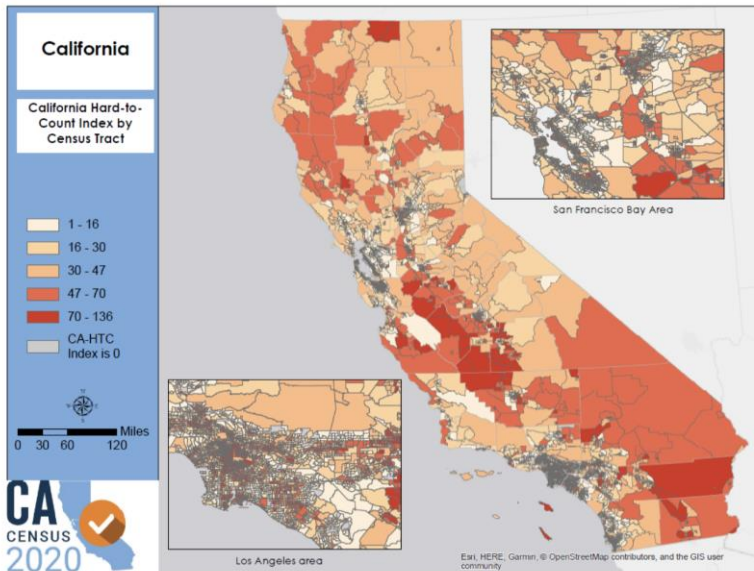 California
California Hard-to-
Count Index by
Census Tract
1 - 16
16 - 30
30 - 47
47 - 70
70 - 136
CA-HTC
Index is 0
Miles
0 30 60 120
CA
CENSUS
2020
San Francisco Bay Area
Los Angeles area
Esri, HERE, Garmin, © OpenStreetMap contributors, and the GIS user
community